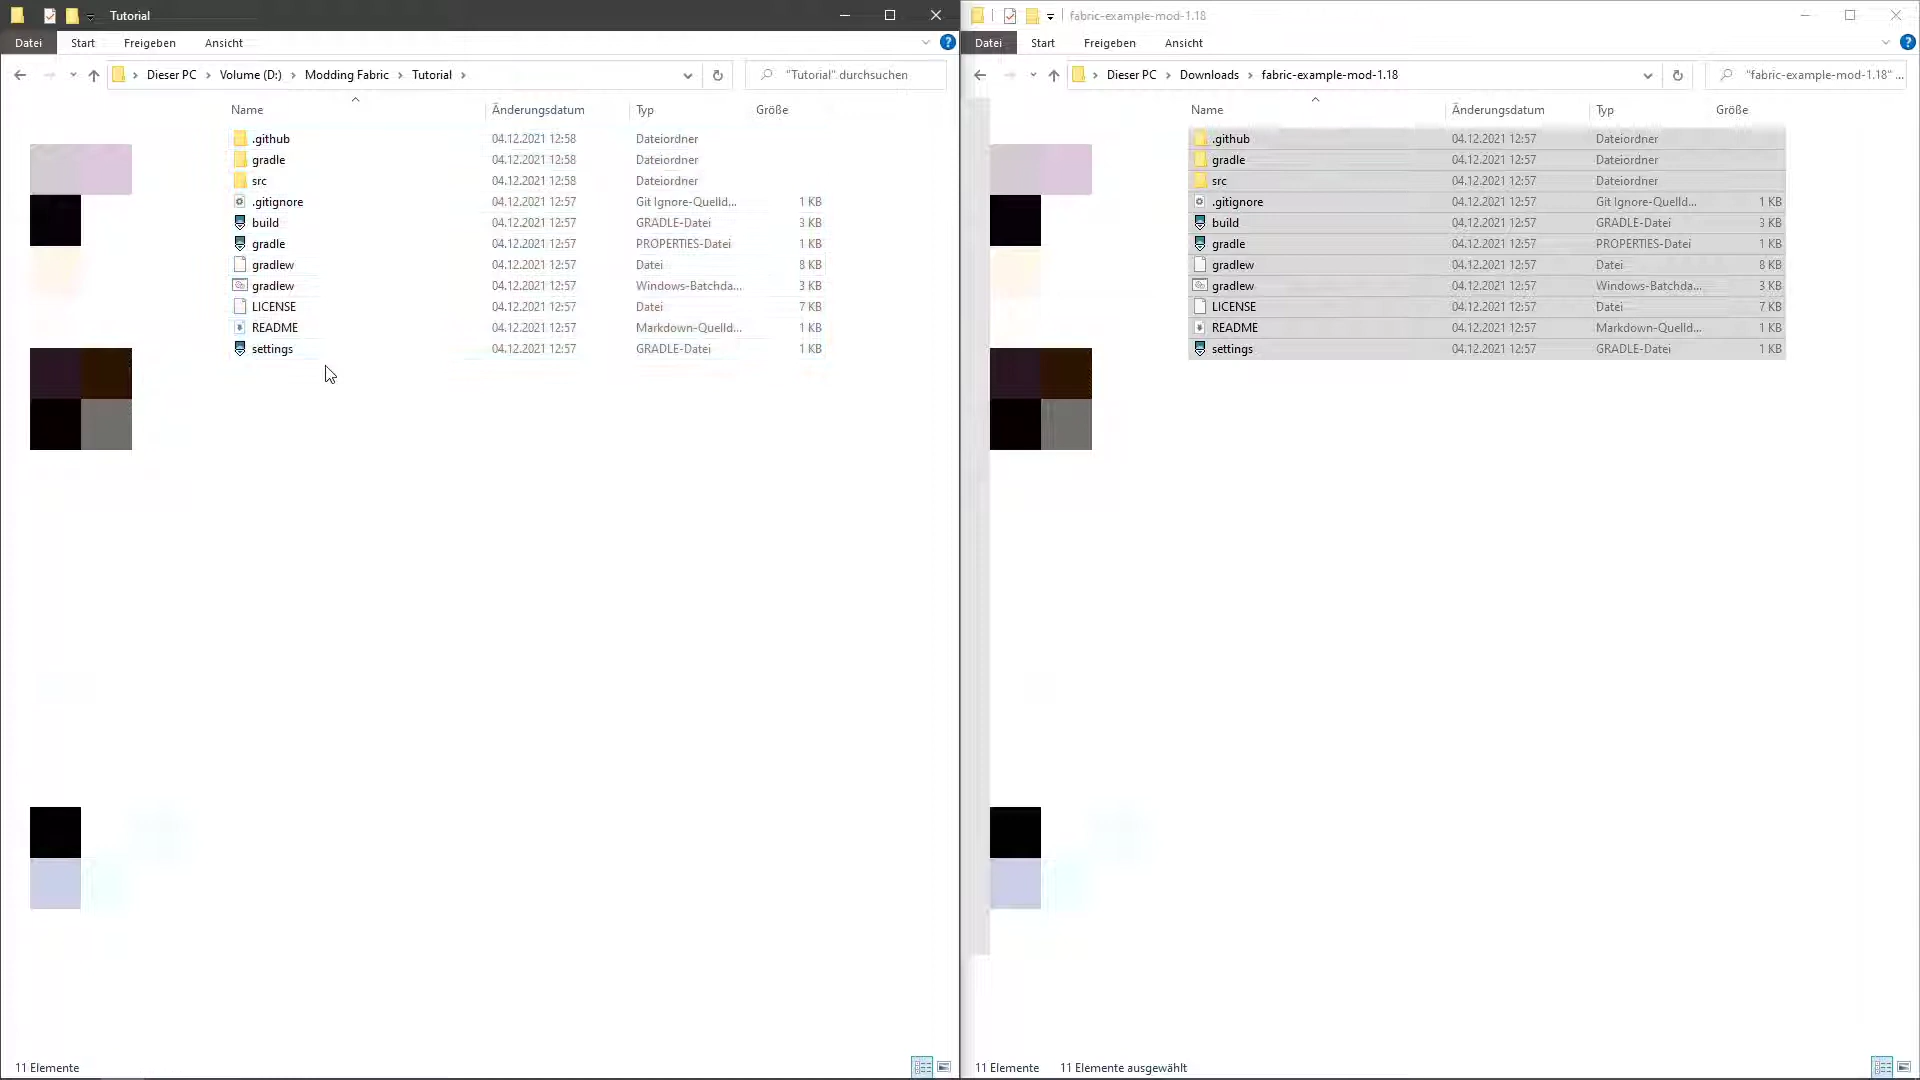 Tutorial
Datei Start Freigeben Ansicht
Dieser PC Volume (D:) Modding Fabric Tutorial "Tutorial" durchsuchen
Name Änderungsdatum Typ Größe
.github 04.12.2021 12:58 Dateiordner
gradle 04.12.2021 12:58 Dateiordner
src 04.12.2021 12:58 Dateiordner
.gitignore 04.12.2021 12:57 Git Ignore-Quelld... 1 KB
build 04.12.2021 12:57 GRADLE-Datei 3 KB
gradle 04.12.2021 12:57 PROPERTIES-Datei 1 KB
gradlew 04.12.2021 12:57 Datei 8 KB
gradlew 04.12.2021 12:57 Windows-Batchda... 3 KB
LICENSE 04.12.2021 12:57 Datei 7 KB
README 04.12.2021 12:57 Markdown-Quelld... 1 KB
settings 04.12.2021 12:57 GRADLE-Datei 1 KB
11 Elemente
fabric-example-mod-1.18
Datei Start Freigeben Ansicht
Dieser PC Downloads fabric-example-mod-1.18 "fabric-example-mod-1.18" ...
Name Änderungsdatum Typ Größe
.github 04.12.2021 12:57 Dateiordner
gradle 04.12.2021 12:57 Dateiordner
src 04.12.2021 12:57 Dateiordner
.gitignore 04.12.2021 12:57 Git Ignore-Quelld... 1 KB
build 04.12.2021 12:57 GRADLE-Datei 3 KB
gradle 04.12.2021 12:57 PROPERTIES-Datei 1 KB
gradlew 04.12.2021 12:57 Datei 8 KB
gradlew 04.12.2021 12:57 Windows-Batchda... 3 KB
LICENSE 04.12.2021 12:57 Datei 7 KB
README 04.12.2021 12:57 Markdown-Quelld... 1 KB
settings 04.12.2021 12:57 GRADLE-Datei 1 KB
11 Elemente 11 Elemente ausgewählt